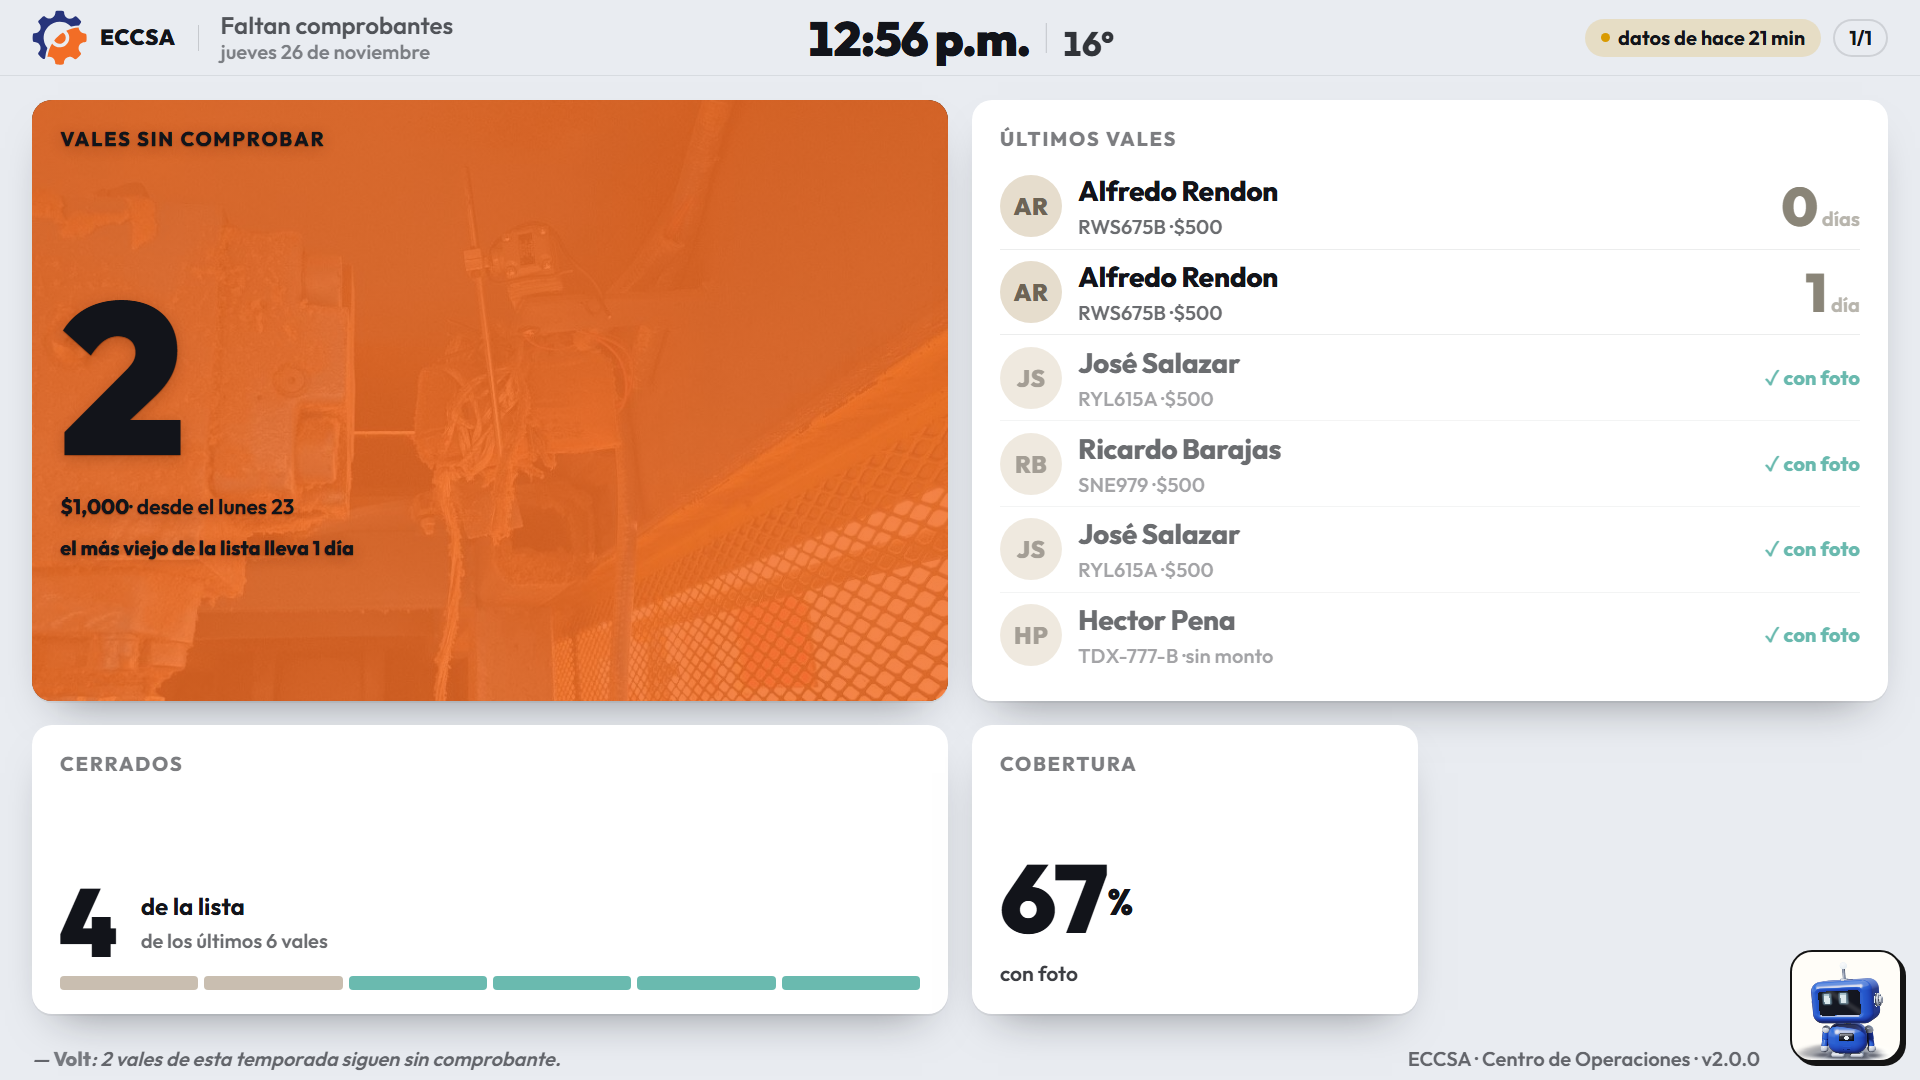 ECCSA
Faltan comprobantes
jueves 26 de noviembre
12:56 p.m.
16°
datos de hace 21 min
1/1
VALES SIN COMPROBAR
2
$1,000· desde el lunes 23
el más viejo de la lista lleva 1 día
ÚLTIMOS VALES
AR
Alfredo Rendon
RWS675B ·$500
0 días
AR
Alfredo Rendon
RWS675B ·$500
1 día
JS
José Salazar
RYL615A ·$500
✓ con foto
RB
Ricardo Barajas
SNE979 ·$500
✓ con foto
JS
José Salazar
RYL615A ·$500
✓ con foto
HP
Hector Pena
TDX-777-B ·sin monto
✓ con foto
CERRADOS
4
de la lista
de los últimos 6 vales
COBERTURA
67%
con foto
— Volt: 2 vales de esta temporada siguen sin comprobante.
ECCSA · Centro de Operaciones · v2.0.0